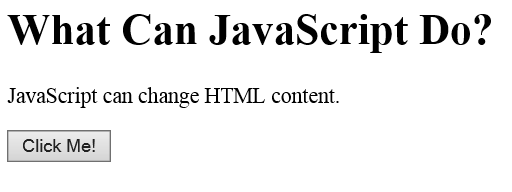 What Can JavaScript Do?
JavaScript can change HTML content.
Click Me!